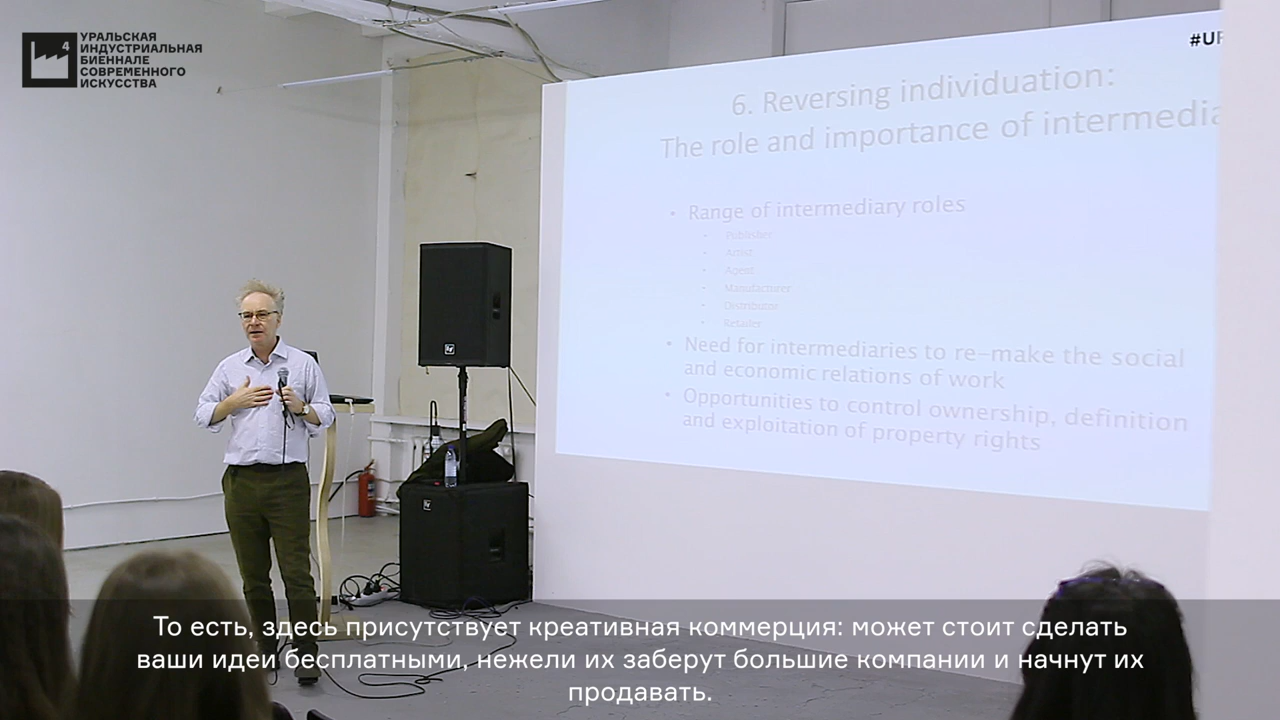 4
УРАЛЬСКАЯ
ИНДУСТРИАЛЬНАЯ
БИЕННАЛЕ
СОВРЕМЕННОГО
ИСКУССТВА
6. Reversing individuation:
The role and importance of
• Range of intermediary roles
• Publisher
• Artist
• Agent
• Manufacturer
• Distributor
• Retailer
• Need for intermediaries to re-make the social
and economic relations of work
• Opportunities to control ownership, definition
and exploitation of property rights
То есть, здесь присутствует креативная коммерция: может стоит сделать
ваши идеи бесплатными, нежели их заберут большие компании и начнут их
продавать.